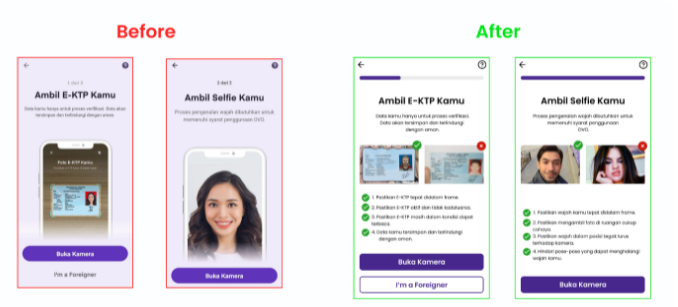 Before
After
1 dari 2
Ambil E-KTP Kamu
Data kamu hanya untuk proses verifikasi. Data akan
tersimpan dan terlindungi dengan aman.
Foto E-KTP Kamu
Buka Kamera
I'm a Foreigner
2 dari 2
Ambil Selfie Kamu
Proses pengenalan wajah dibutuhkan untuk
memenuhi syarat penggunaan OVO.
Buka Kamera
Ambil E-KTP Kamu
Data kamu hanya untuk proses verifikasi.
Data akan tersimpan dan terlindungi
dengan aman.
1. Pastikan E-KTP tepat didalam frame.
2. Pastikan E-KTP aktif dan tidak kadaluarsa.
3. Pastikan E-KTP masih dalam kondisi dapat
terbaca.
4. Data kamu tersimpan dan terlindungi
dengan aman.
Buka Kamera
I'm a Foreigner
Ambil Selfie Kamu
Proses pengenalan wajah dibutuhkan untuk
memenuhi syarat penggunaan
OVO.
1. Pastikan wajah kamu tepat didalam frame.
2. Pastikan mengambil foto di ruangan cukup
cahaya.
3. Pastikan wajah dalam posisi tegak lurus
terhadap kamera.
4. Hindari pose-pose yang dapat menghalangi
wajah kamu.
Buka Kamera